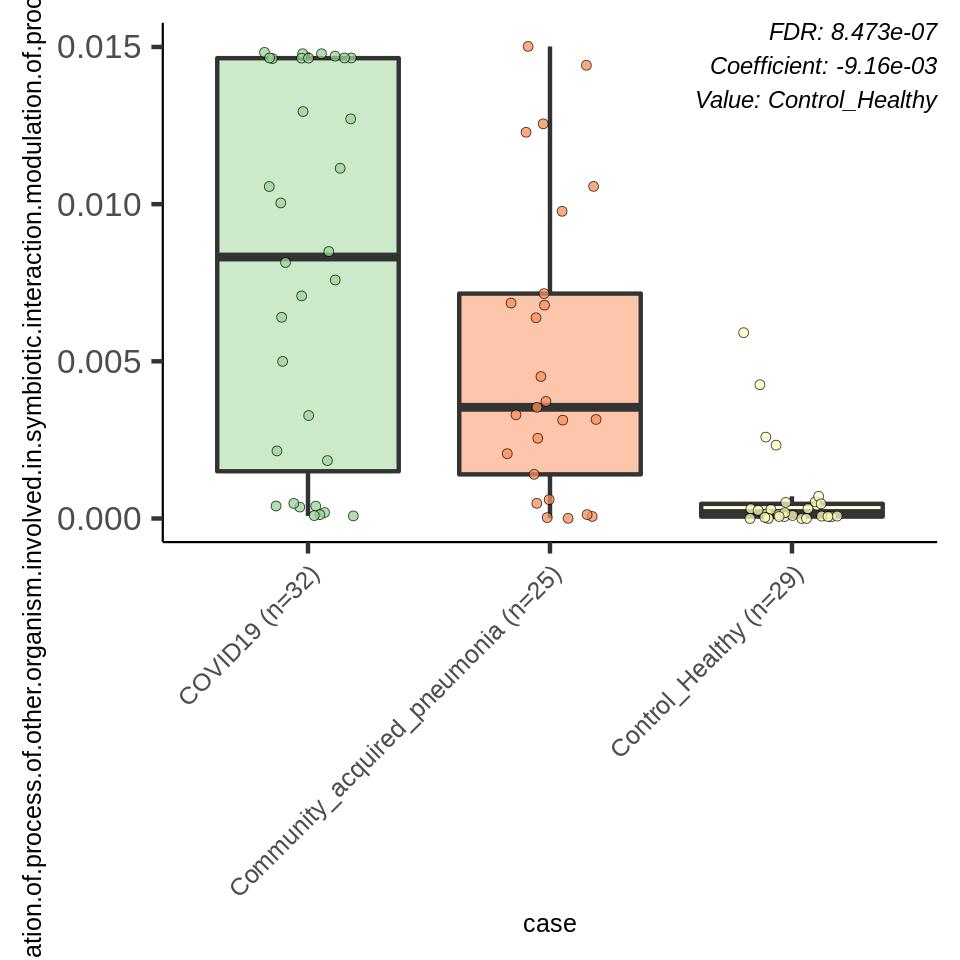 FDR: 8.473e-07
Coefficient: -9.16e-03
Value: Control_Healthy
0.015
0.010
0.005
0.000
ation.of.process.of.other.organism.involved.in.symbiotic.interaction.modulation.of.proc
COVID19 (n=32)
Community_acquired_pneumonia (n=25)
Control_Healthy (n=29)
case